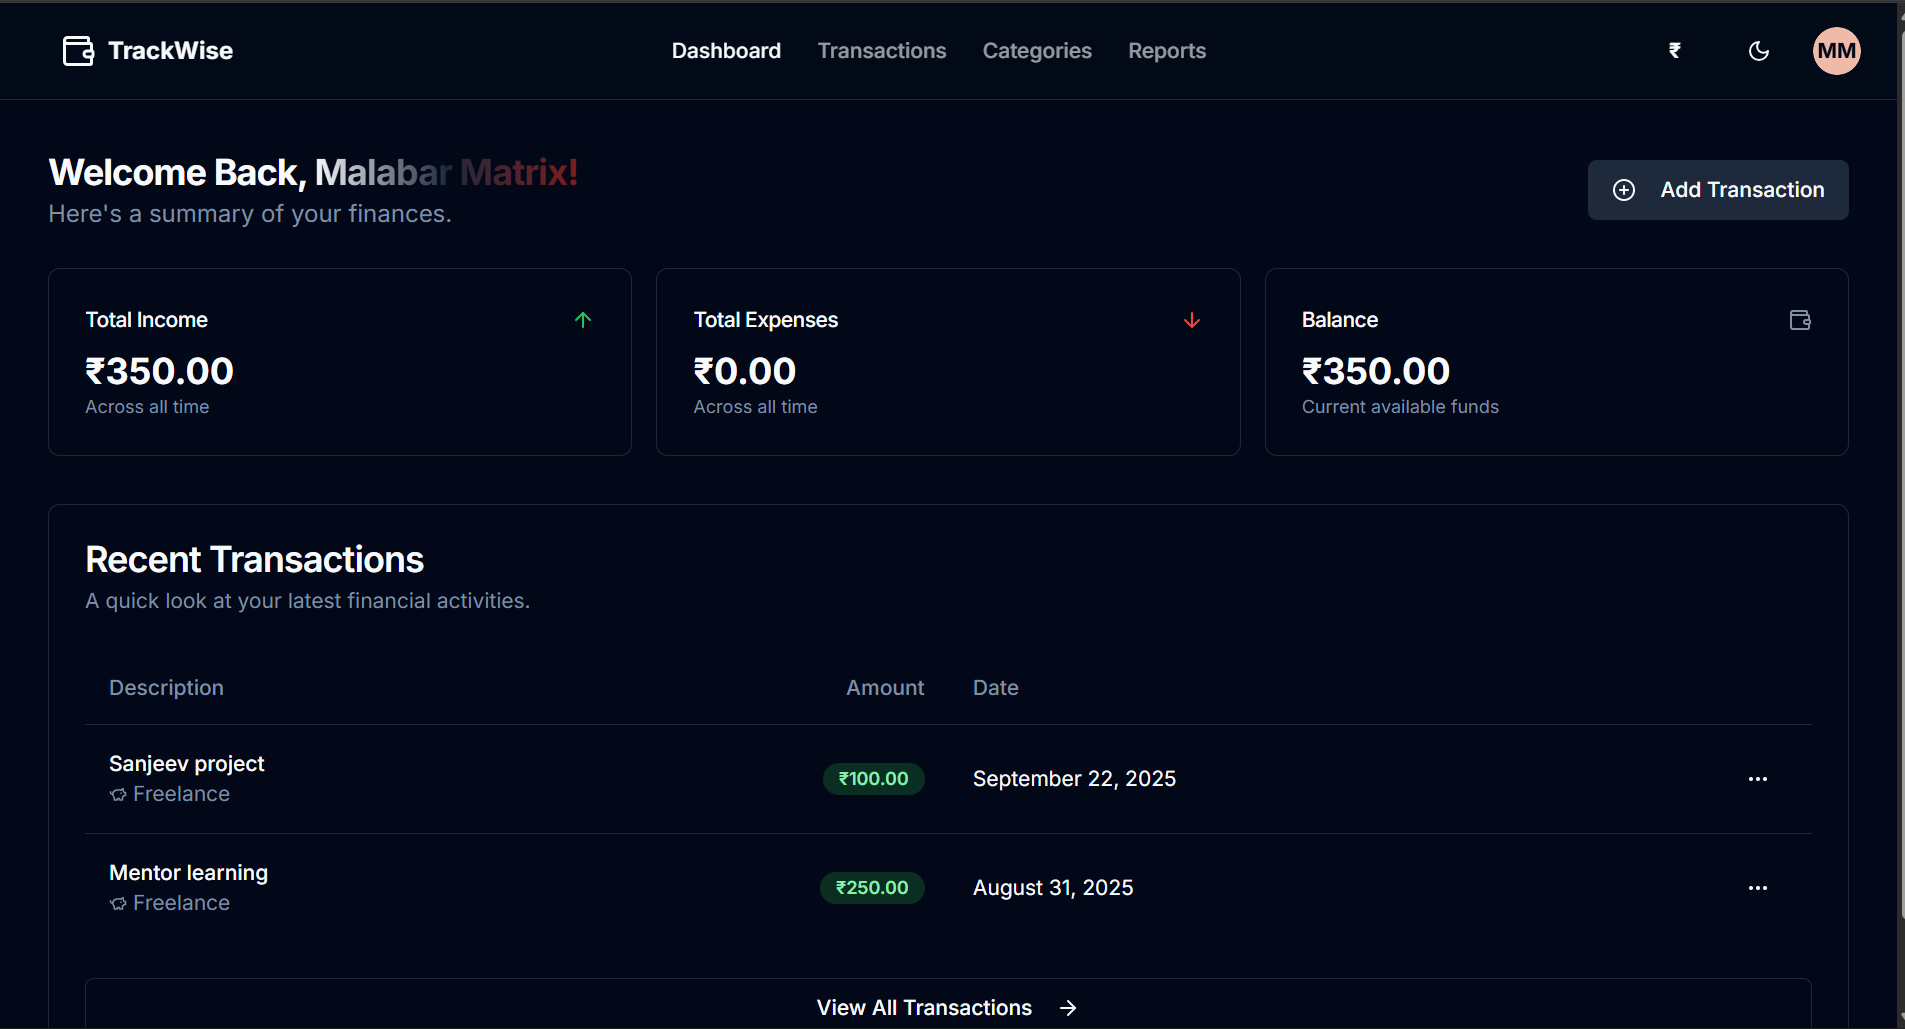 TrackWise
Dashboard Transactions Categories Reports
₹
MM
Welcome Back, Malabar Matrix!
Here's a summary of your finances.
Add Transaction
Total Income
₹350.00
Across all time
Total Expenses
₹0.00
Across all time
Balance
₹350.00
Current available funds
Recent Transactions
A quick look at your latest financial activities.
Description Amount Date
Sanjeev project
Freelance
₹100.00
September 22, 2025
Mentor learning
Freelance
₹250.00
August 31, 2025
View All Transactions